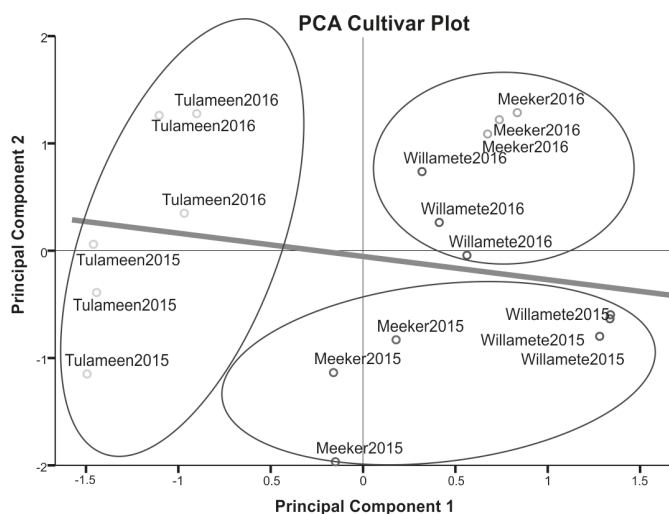 PCA Cultivar Plot
2
Tulameen2016
Tulameen2016
Meeker2016
Meeker2016
Meeker2016
Willamete2016
1
Tulameen2016
Willamete2016
Willamete2016
0
Tulameen2015
Tulameen2015
Tulameen2015
Meeker2015
Meeker2015
Meeker2015
Willamete2015
Willamete2015
Willamete2015
-1
-2
Principal Component 2
-1.5
-1
0.5
0
0.5
1
1.5
Principal Component 1